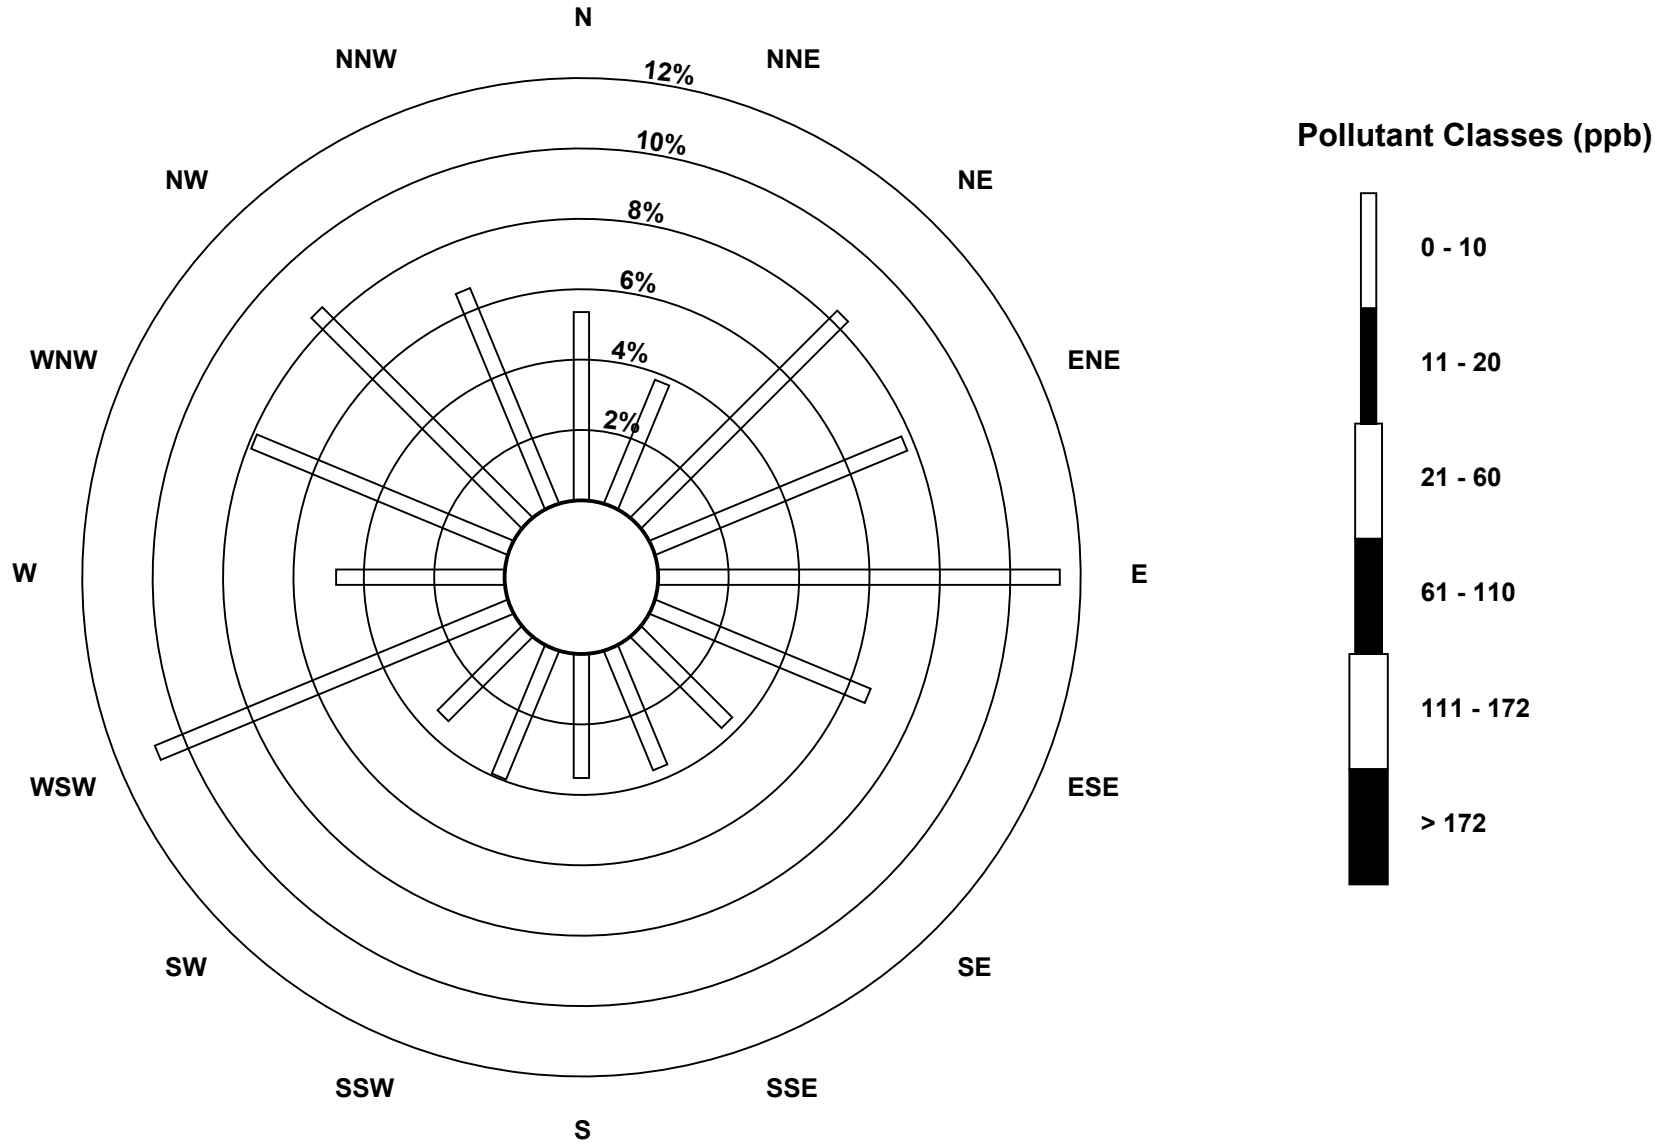 N
NNW
NNE
12%
Pollutant Classes (ppb)
10%
NW
NE
8%
0 - 10
6%
4%
WNW
ENE
11 - 20
2%
21 - 60
W
E
61 - 110
111 - 172
WSW
ESE
> 172
SW
SE
SSW
SSE
S